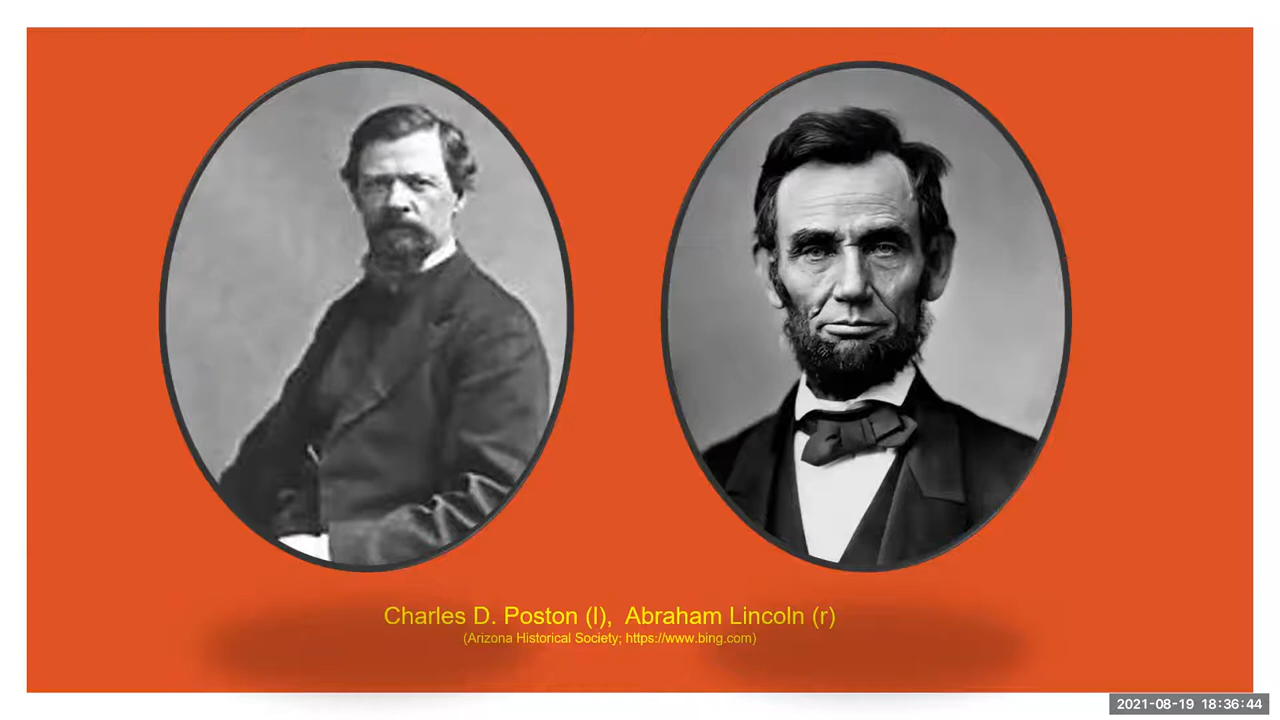 Charles D. Poston (l), Abraham Lincoln (r)
(Arizona Historical Society; https://www.bing.com)
2021-08-19 18:36:44